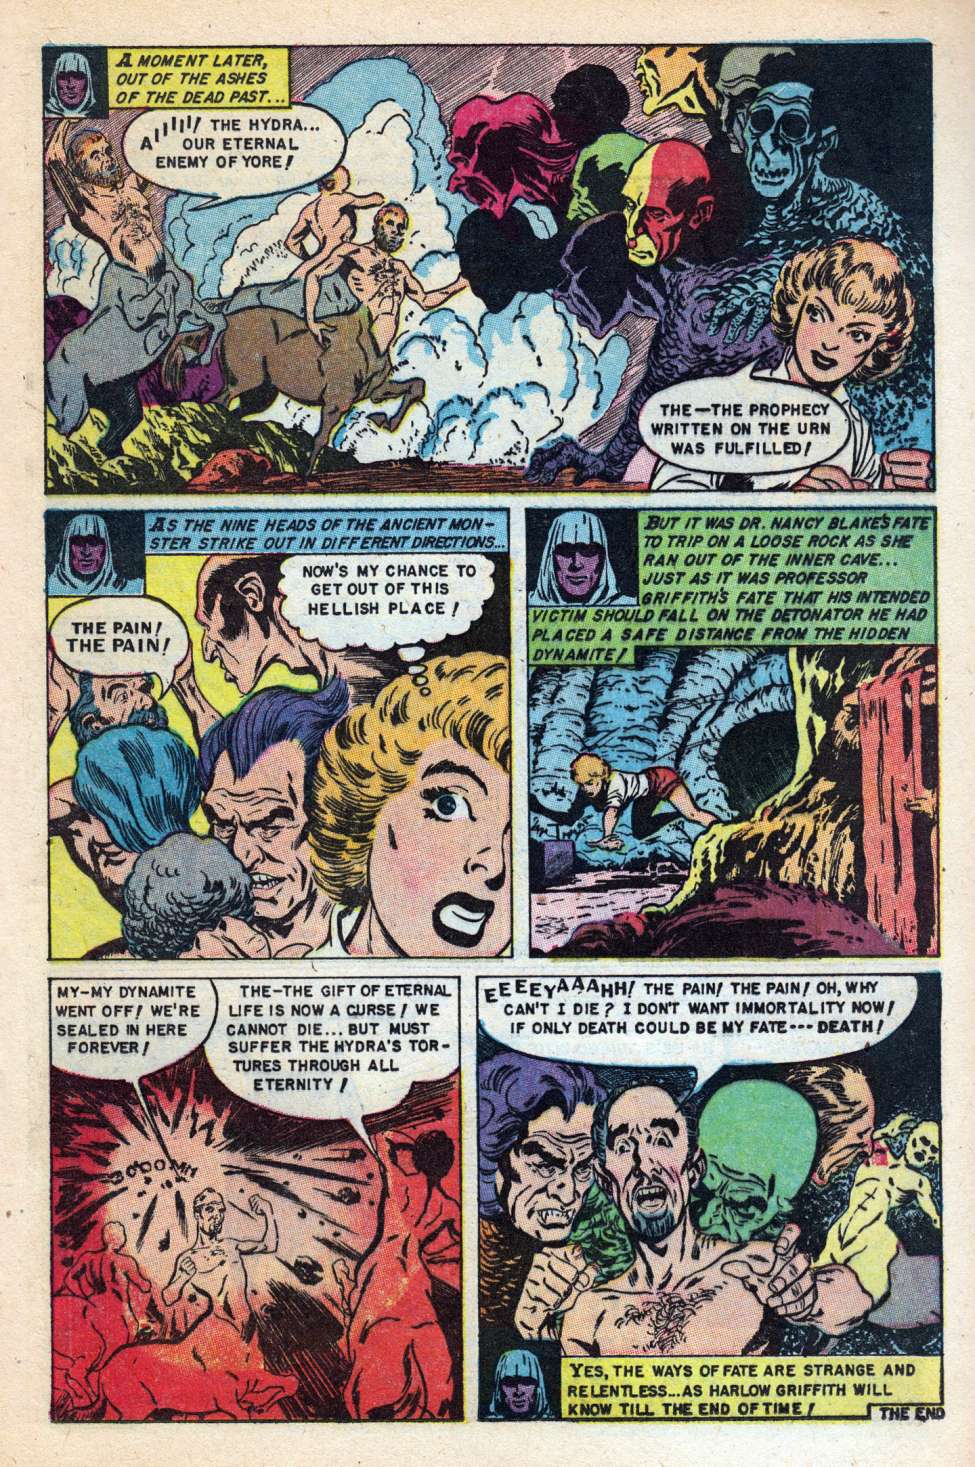 A MOMENT LATER,
OUT OF THE ASHES
OF THE DEAD PAST...
AIIIII! THE HYDRA...
OUR ETERNAL
ENEMY OF YORE!
THE—THE PROPHECY
WRITTEN ON THE URN
WAS FULFILLED!
AS THE NINE HEADS OF THE ANCIENT MON-
STER STRIKE OUT IN DIFFERENT DIRECTIONS...
THE PAIN!
THE PAIN!
NOW'S MY CHANCE TO
GET OUT OF THIS
HELLISH PLACE!
BUT IT WAS DR. NANCY BLAKE'S FATE
TO TRIP ON A LOOSE ROCK AS SHE
RAN OUT OF THE INNER CAVE...
JUST AS IT WAS PROFESSOR
GRIFFITH'S FATE THAT HIS INTENDED
VICTIM SHOULD FALL ON THE DETONATOR HE HAD
PLACED A SAFE DISTANCE FROM THE HIDDEN
DYNAMITE!
MY—MY DYNAMITE
WENT OFF! WE'RE
SEALED IN HERE
FOREVER!
THE—THE GIFT OF ETERNAL
LIFE IS NOW A CURSE! WE
CANNOT DIE... BUT MUST
SUFFER THE HYDRA'S TOR-
TURES THROUGH ALL
ETERNITY!
BOOOMM
EEEEYAAAHH! THE PAIN! THE PAIN! OH, WHY
CAN'T I DIE? I DON'T WANT IMMORTALITY NOW!
IF ONLY DEATH COULD BE MY FATE---DEATH!
YES, THE WAYS OF FATE ARE STRANGE AND
RELENTLESS...AS HARLOW GRIFFITH WILL
KNOW TILL THE END OF TIME!
THE END